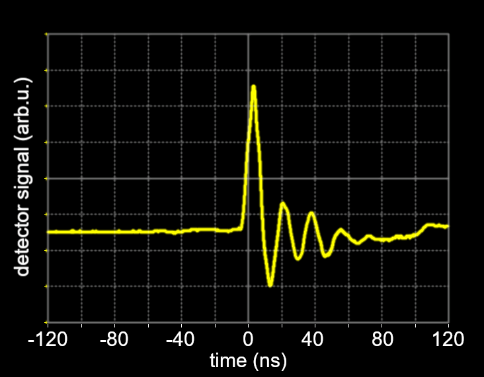 detector signal (arb.u.)
-120 -80 -40 0 40 80 120
time (ns)